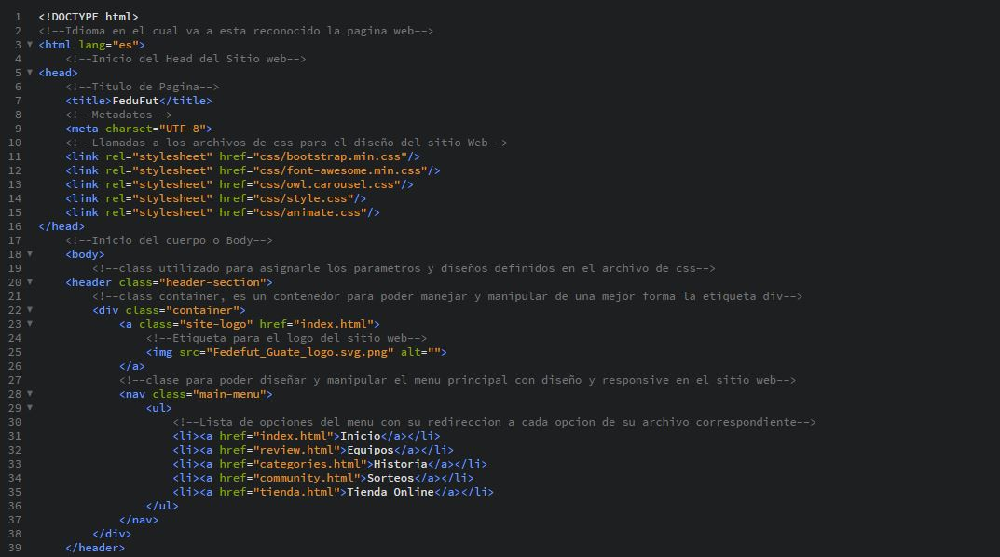 1 <!DOCTYPE html>
2 <!--Idioma en el cual va a esta reconocido la pagina web-->
3 <html lang="es">
4 <!--Inicio del Head del Sitio web-->
5 <head>
6 <!--Titulo de Pagina-->
7 <title>FeduFut</title>
8 <!--Metadatos-->
9 <meta charset="UTF-8">
10 <!--Llamadas a los archivos de css para el diseño del sitio Web-->
11 <link rel="stylesheet" href="css/bootstrap.min.css"/>
12 <link rel="stylesheet" href="css/font-awesome.min.css"/>
13 <link rel="stylesheet" href="css/owl.carousel.css"/>
14 <link rel="stylesheet" href="css/style.css"/>
15 <link rel="stylesheet" href="css/animate.css"/>
16 </head>
17 <!--Inicio del cuerpo o Body-->
18 <body>
19 <!--class utilizado para asignarle los parametros y diseños definidos en el archivo de css-->
20 <header class="header-section">
21 <!--class container, es un contenedor para poder manejar y manipular de una mejor forma la etiqueta div-->
22 <div class="container">
23 <a class="site-logo" href="index.html">
24 <!--Etiqueta para el logo del sitio web-->
25 <img src="Fedefut_Guate_logo.svg.png" alt="">
26 </a>
27 <!--clase para poder diseñar y manipular el menu principal con diseño y responsive en el sitio web-->
28 <nav class="main-menu">
29 <ul>
30 <!--Lista de opciones del menu con su redireccion a cada opcion de su archivo correspondiente-->
31 <li><a href="index.html">Inicio</a></li>
32 <li><a href="review.html">Equipos</a></li>
33 <li><a href="categories.html">Historia</a></li>
34 <li><a href="community.html">Sorteos</a></li>
35 <li><a href="tienda.html">Tienda Online</a></li>
36 </ul>
37 </nav>
38 </div>
39 </header>